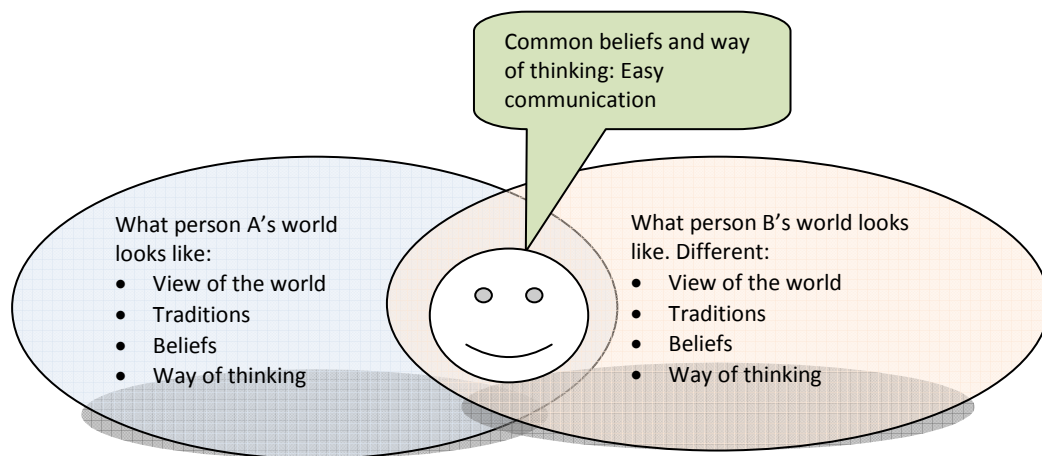 Common beliefs and way
of thinking: Easy
communication
What person A’s world
looks like:
• View of the world
• Traditions
• Beliefs
• Way of thinking
What person B’s world looks
like. Different:
• View of the world
• Traditions
• Beliefs
• Way of thinking